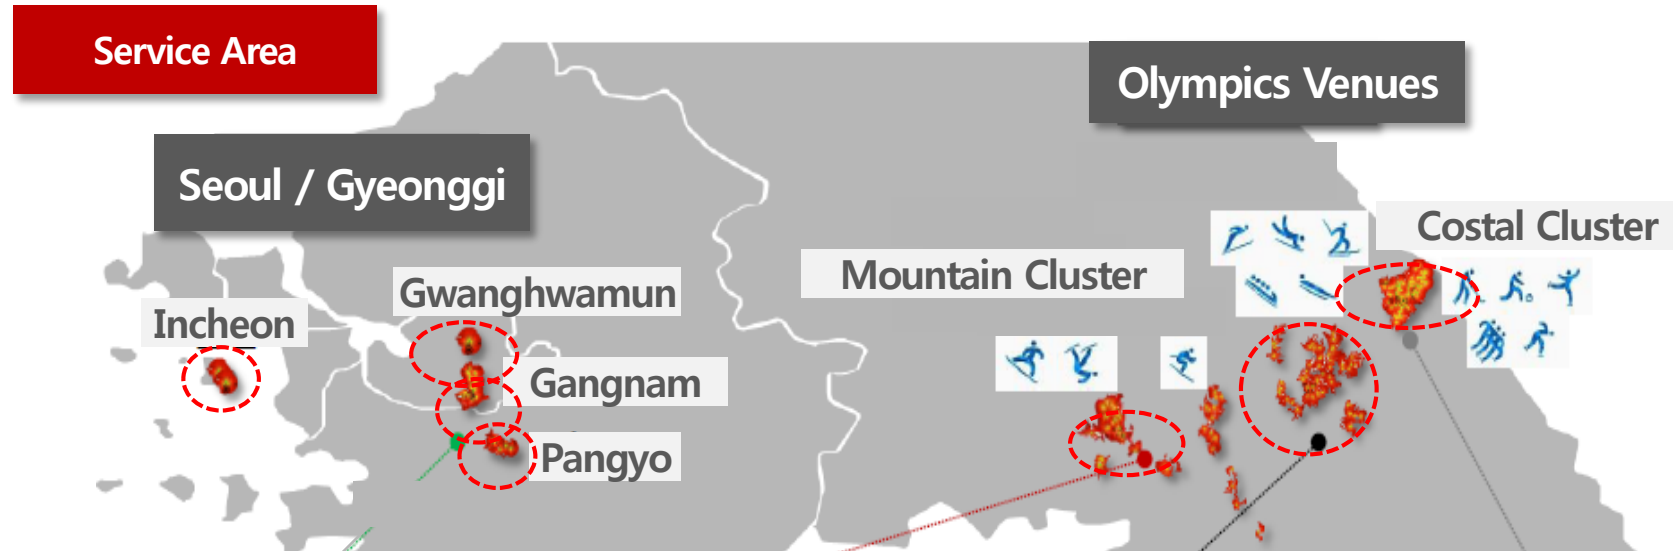 Service Area
Olympics Venues
Seoul / Gyeonggi
Costal Cluster
Mountain Cluster
Gwanghwamun
Incheon
Gangnam
Pangyo